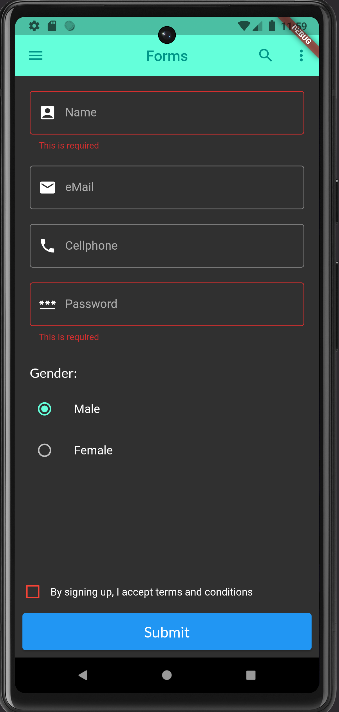 11:59
DEBUG
Forms
Name
This is required
eMail
Cellphone
Password
This is required
Gender:
Male
Female
By signing up, I accept terms and conditions
Submit